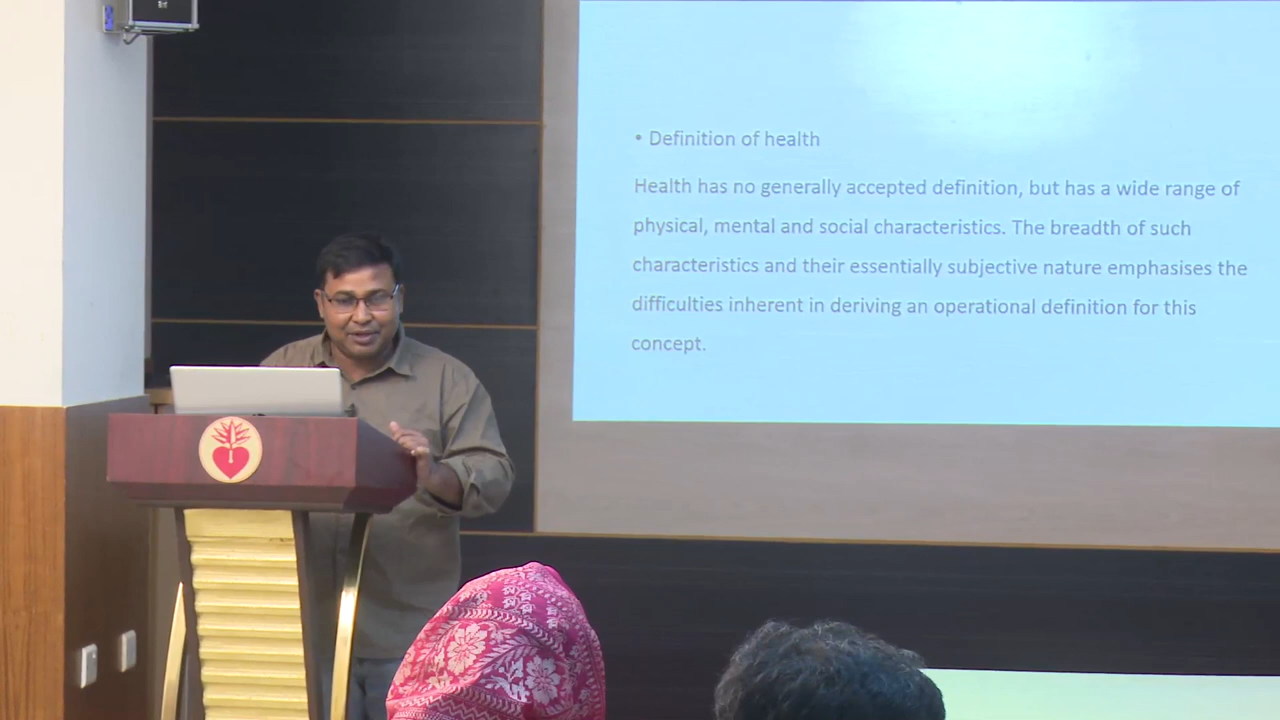 • Definition of health
Health has no generally accepted definition, but has a wide range of
physical, mental and social characteristics. The breadth of such
characteristics and their essentially subjective nature emphasises the
difficulties inherent in deriving an operational definition for this
concept.